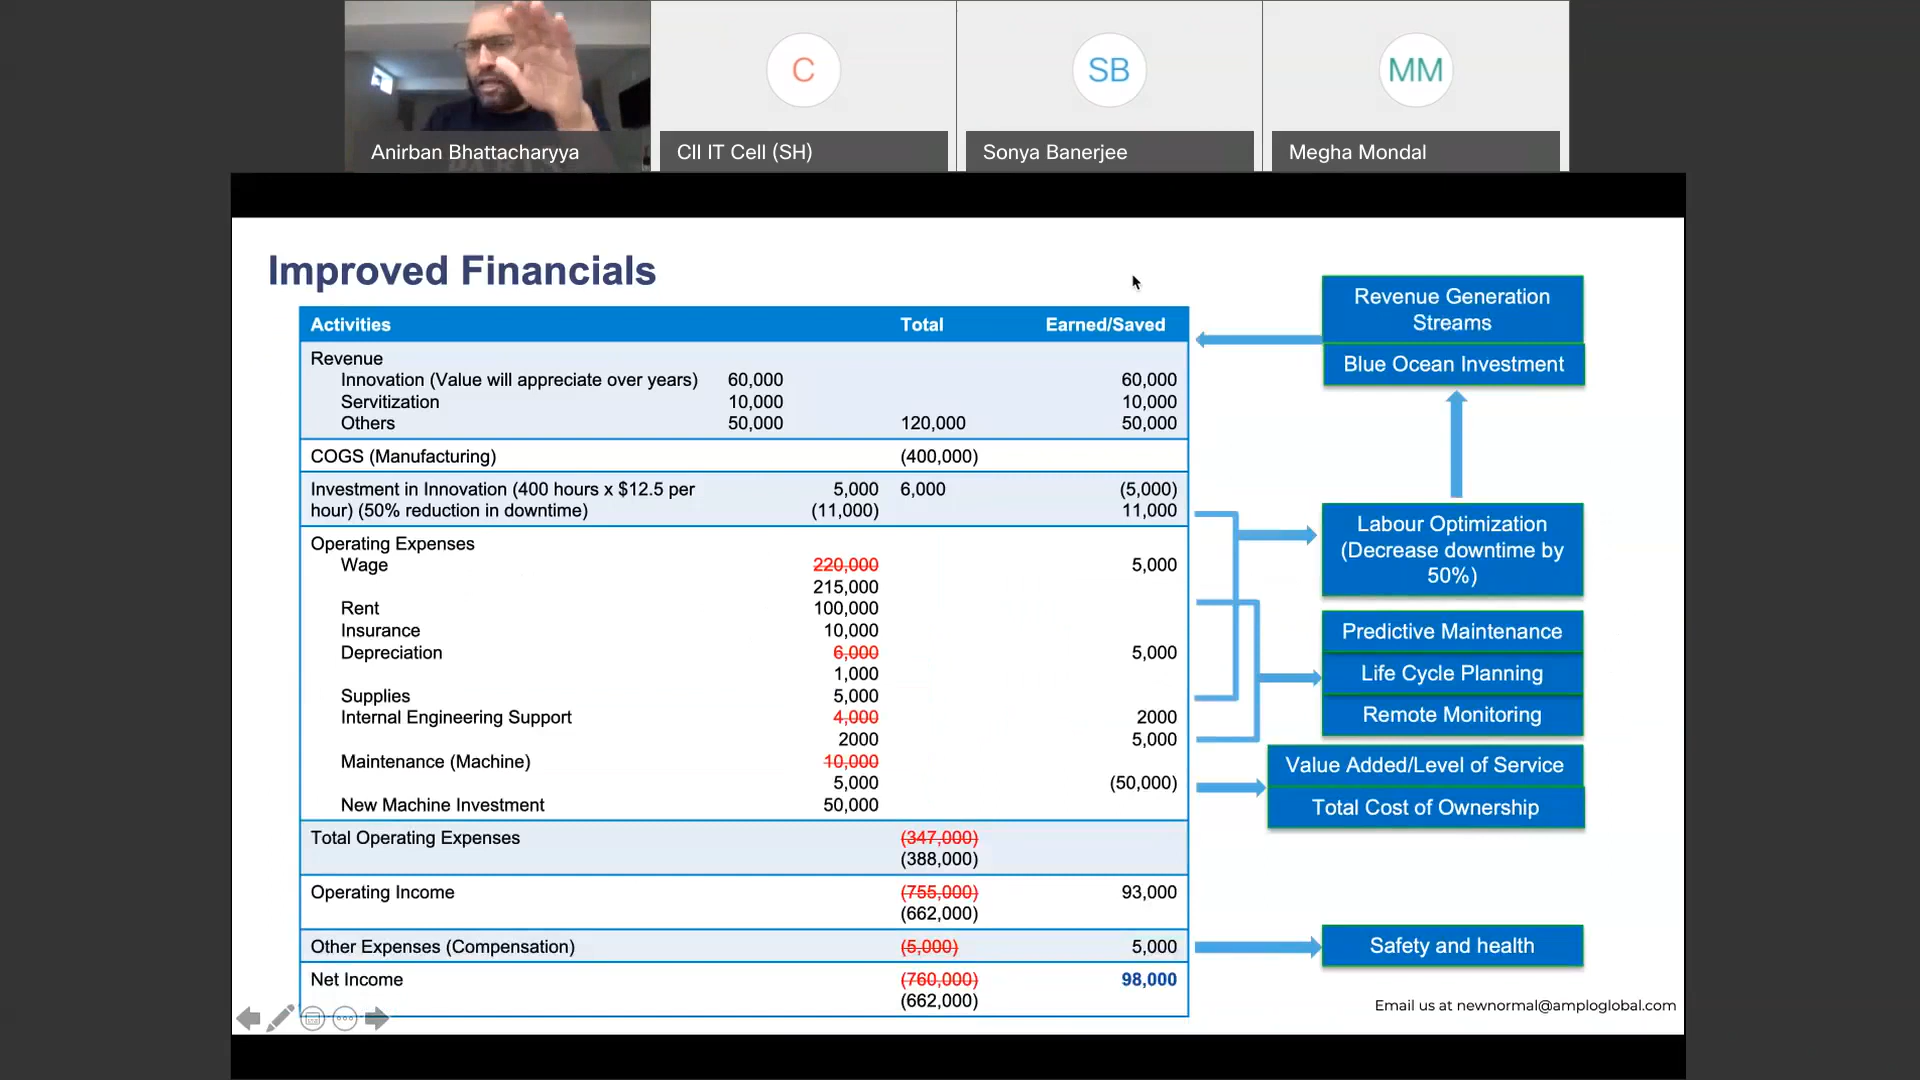 C
SB
MM
Anirban Bhattacharyya
CII IT Cell (SH)
Sonya Banerjee
Megha Mondal
Improved Financials
Activities Total Earned/Saved
Revenue
Innovation (Value will appreciate over years) 60,000 60,000
Servitization 10,000 10,000
Others 50,000 120,000 50,000
COGS (Manufacturing) (400,000)
Investment in Innovation (400 hours x $12.5 per 5,000 6,000 (5,000)
hour) (50% reduction in downtime) (11,000) 11,000
Operating Expenses
Wage 220,000 5,000
215,000
Rent 100,000
Insurance 10,000
Depreciation 6,000 5,000
1,000
Supplies 5,000
Internal Engineering Support 4,000 2000
2000 5,000
Maintenance (Machine) 10,000
5,000 (50,000)
New Machine Investment 50,000
Total Operating Expenses (347,000)
(388,000)
Operating Income (755,000) 93,000
(662,000)
Other Expenses (Compensation) (5,000) 5,000
Net Income (760,000) 98,000
(662,000)
Revenue Generation
Streams
Blue Ocean Investment
Labour Optimization
(Decrease downtime by
50%)
Predictive Maintenance
Life Cycle Planning
Remote Monitoring
Value Added/Level of Service
Total Cost of Ownership
Safety and health
Email us at newnormal@amploglobal.com